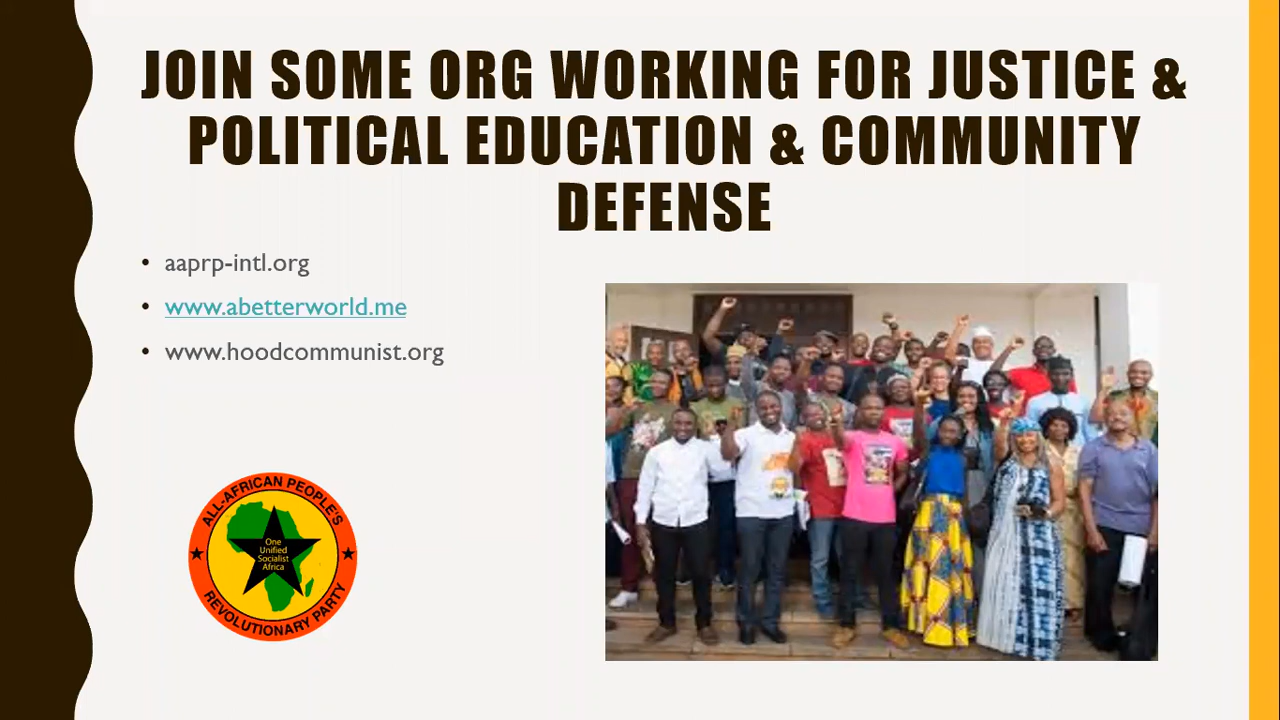 JOIN SOME ORG WORKING FOR JUSTICE &
POLITICAL EDUCATION & COMMUNITY
DEFENSE
• aaprp-intl.org
• www.abetterworld.me
• www.hoodcommunist.org
ALL-AFRICAN PEOPLE'S
One
Unified
Socialist
Africa
REVOLUTIONARY PARTY